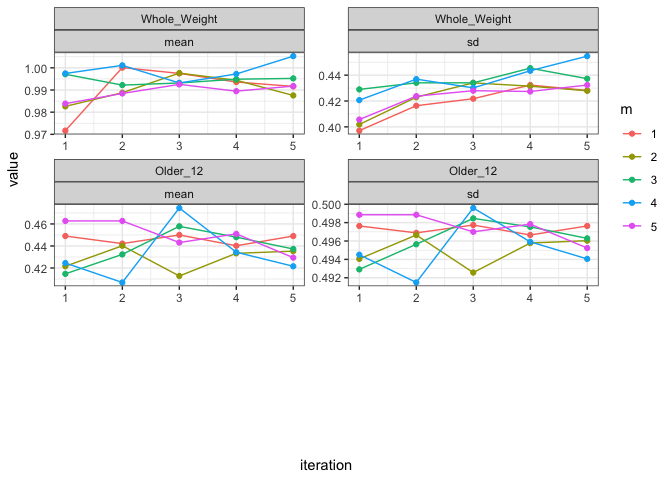 Whole_Weight
Whole_Weight
mean
sd
1.00
0.99
0.98
0.97
0.44
0.42
0.40
1 2 3 4 5
1 2 3 4 5
Older_12
Older_12
mean
sd
0.46
0.44
0.42
0.500
0.498
0.496
0.494
0.492
1 2 3 4 5
1 2 3 4 5
value
iteration
m
1
2
3
4
5